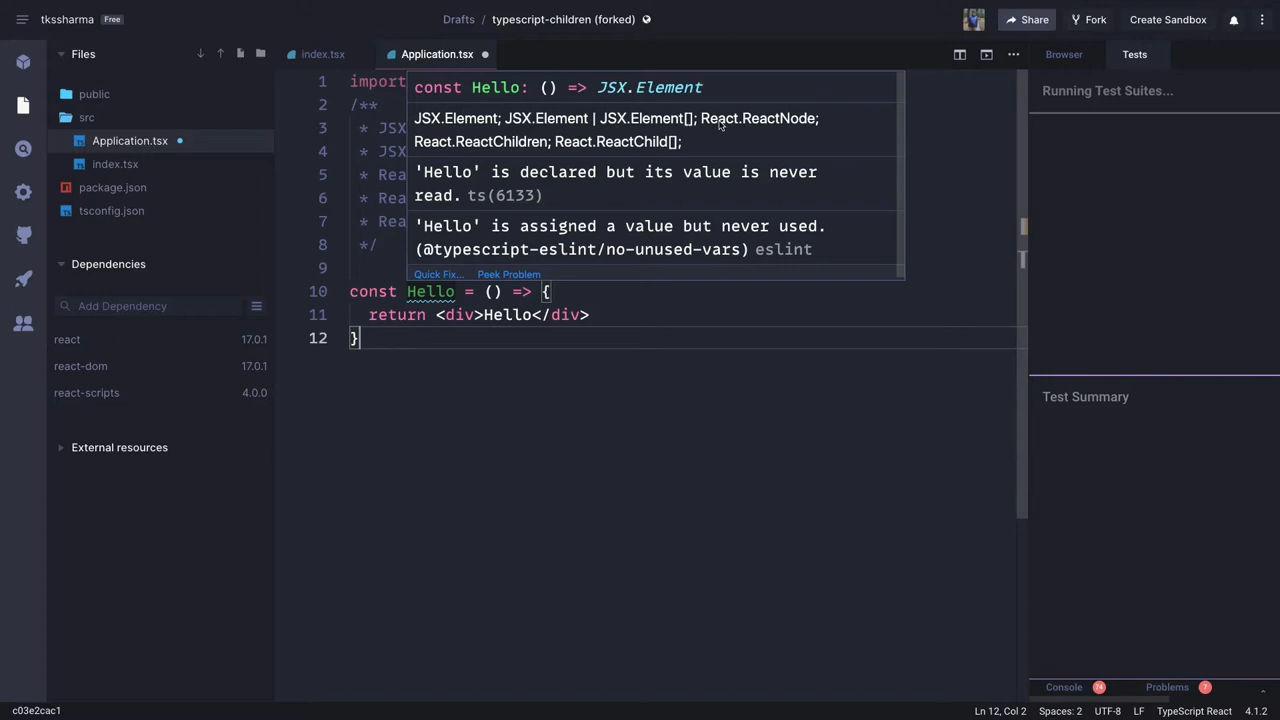 tkssharma Free
Drafts / typescript-children (forked)
Share
Fork
Create Sandbox
Files
public
src
Application.tsx
index.tsx
package.json
tsconfig.json
Dependencies
Add Dependency
react 17.0.1
react-dom 17.0.1
react-scripts 4.0.0
External resources
index.tsx
Application.tsx
1 import
2 /**
3 * JSX
4 * JSX
5 * Rea
6 * Rea
7 * Rea
8 */
9
10 const Hello = () => {
11 return <div>Hello</div>
12 }
const Hello: () => JSX.Element
JSX.Element; JSX.Element | JSX.Element[]; React.ReactNode;
React.ReactChildren; React.ReactChild[];
'Hello' is declared but its value is never
read. ts(6133)
'Hello' is assigned a value but never used.
(@typescript-eslint/no-unused-vars) eslint
Quick Fix... Peek Problem
Browser
Tests
Running Test Suites...
Test Summary
Console 74
Problems 7
c03e2cac1
Ln 12, Col 2
Spaces: 2
UTF-8
LF
TypeScript React
4.1.2